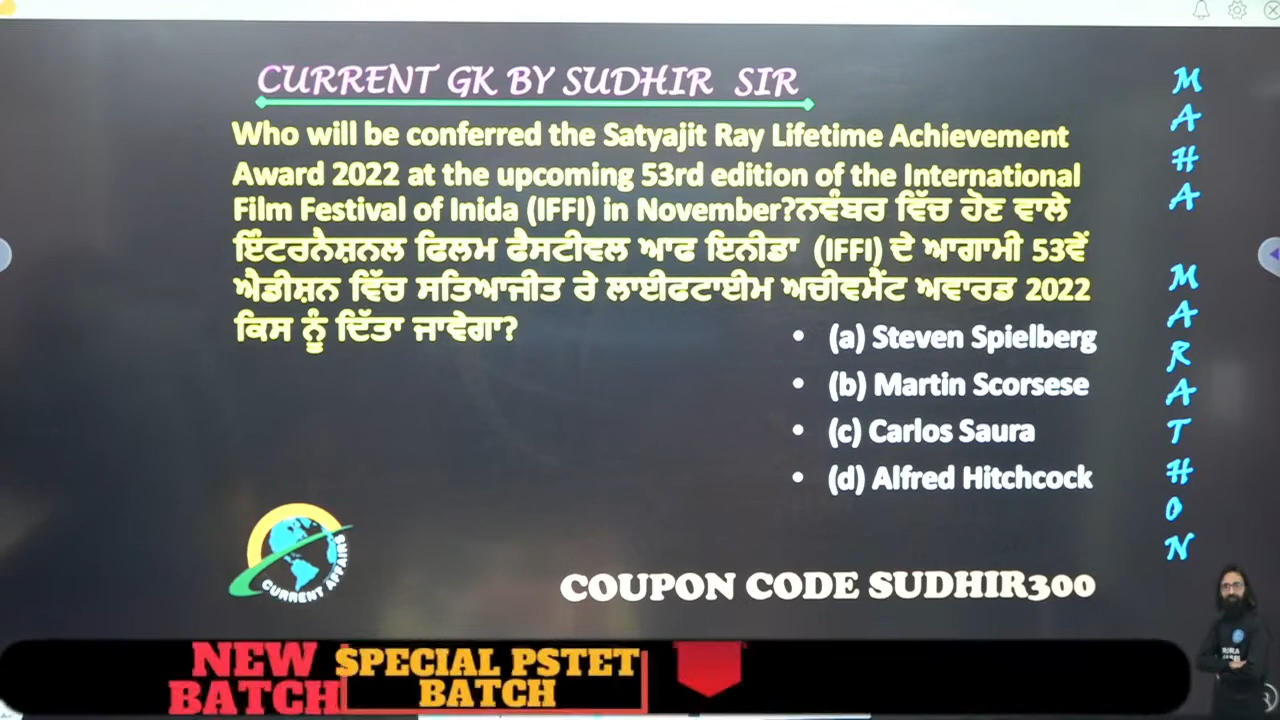 CURRENT GK BY SUDHIR SIR
Who will be conferred the Satyajit Ray Lifetime Achievement
Award 2022 at the upcoming 53rd edition of the International
Film Festival of Inida (IFFI) in November?ਨਵੰਬਰ ਵਿੱਚ ਹੋਣ ਵਾਲੇ
ਇੰਟਰਨੈਸ਼ਨਲ ਫਿਲਮ ਫੈਸਟੀਵਲ ਆਫ ਇਨੀਡਾ (IFFI) ਦੇ ਆਗਾਮੀ 53ਵੇਂ
ਐਡੀਸ਼ਨ ਵਿੱਚ ਸਤਿਆਜੀਤ ਰੇ ਲਾਈਫਟਾਈਮ ਅਚੀਵਮੈਂਟ ਅਵਾਰਡ 2022
ਕਿਸ ਨੂੰ ਦਿੱਤਾ ਜਾਵੇਗਾ?
• (a) Steven Spielberg
• (b) Martin Scorsese
• (c) Carlos Saura
• (d) Alfred Hitchcock
MAHA MARATHON
CURRENT AFFAIRS
COUPON CODE SUDHIR300
NEW
BATCH
SPECIAL PSTET
BATCH